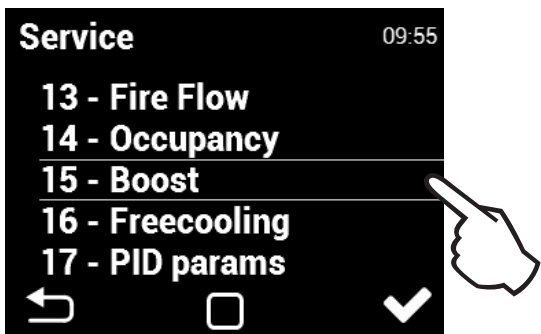 Service 09:55
13 - Fire Flow
14 - Occupancy
15 - Boost
16 - Freecooling
17 - PID params